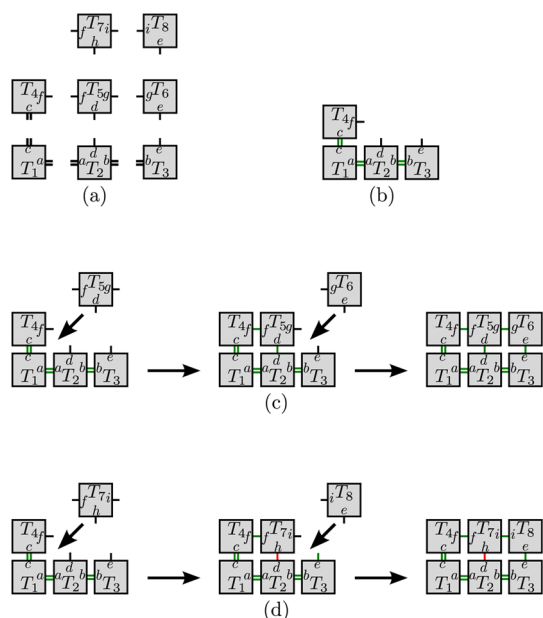 f T7 i i T8
h e
T4 f f T5 g g T6
c d e
c d e
T1 a a T2 b b T3
(a)
T4 f
c
c d e
T1 a a T2 b b T3
(b)
f T5 g g T6
d e
T4 f T4 f f T5 g T4 f f T5 g g T6
c c d c d e
c d e c d e c d e
T1 a a T2 b b T3 T1 a a T2 b b T3 T1 a a T2 b b T3
(c)
f T7 i i T8
h e
T4 f T4 f f T7 i T4 f f T7 i i T8
c c h c h e
c d e c d e c d e
T1 a a T2 b b T3 T1 a a T2 b b T3 T1 a a T2 b b T3
(d)